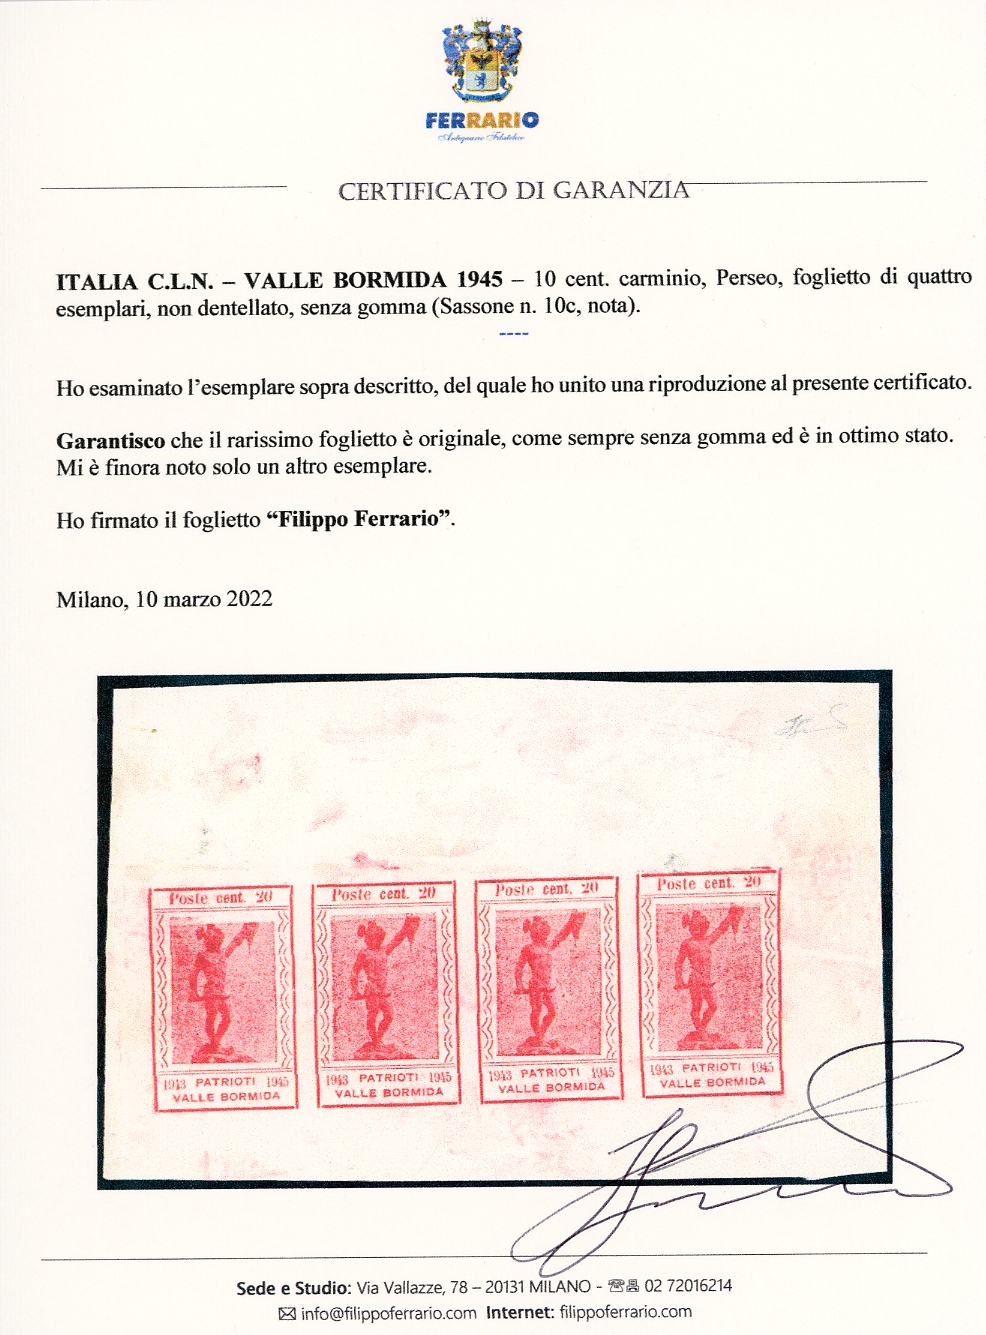 FERRARIO
Antiquario Filatelico
CERTIFICATO DI GARANZIA
ITALIA C.L.N. – VALLE BORMIDA 1945 – 10 cent. carminio, Perseo, foglietto di quattro
esemplari, non dentellato, senza gomma (Sassone n. 10c, nota).
----
Ho esaminato l'esemplare sopra descritto, del quale ho unito una riproduzione al presente certificato.
Garantisco che il rarissimo foglietto è originale, come sempre senza gomma ed è in ottimo stato.
Mi è finora noto solo un altro esemplare.
Ho firmato il foglietto “Filippo Ferrario”.
Milano, 10 marzo 2022
Poste cent. 20 Poste cent. 20 Poste cent. 20 Poste cent. 20
1943 PATRIOTI 1945 1943 PATRIOTI 1945 1943 PATRIOTI 1945 1943 PATRIOTI 1945
VALLE BORMIDA VALLE BORMIDA VALLE BORMIDA VALLE BORMIDA
Sede e Studio: Via Vallazze, 78 – 20131 MILANO - 02 72016214
info@filippoferrario.com Internet: filippoferrario.com